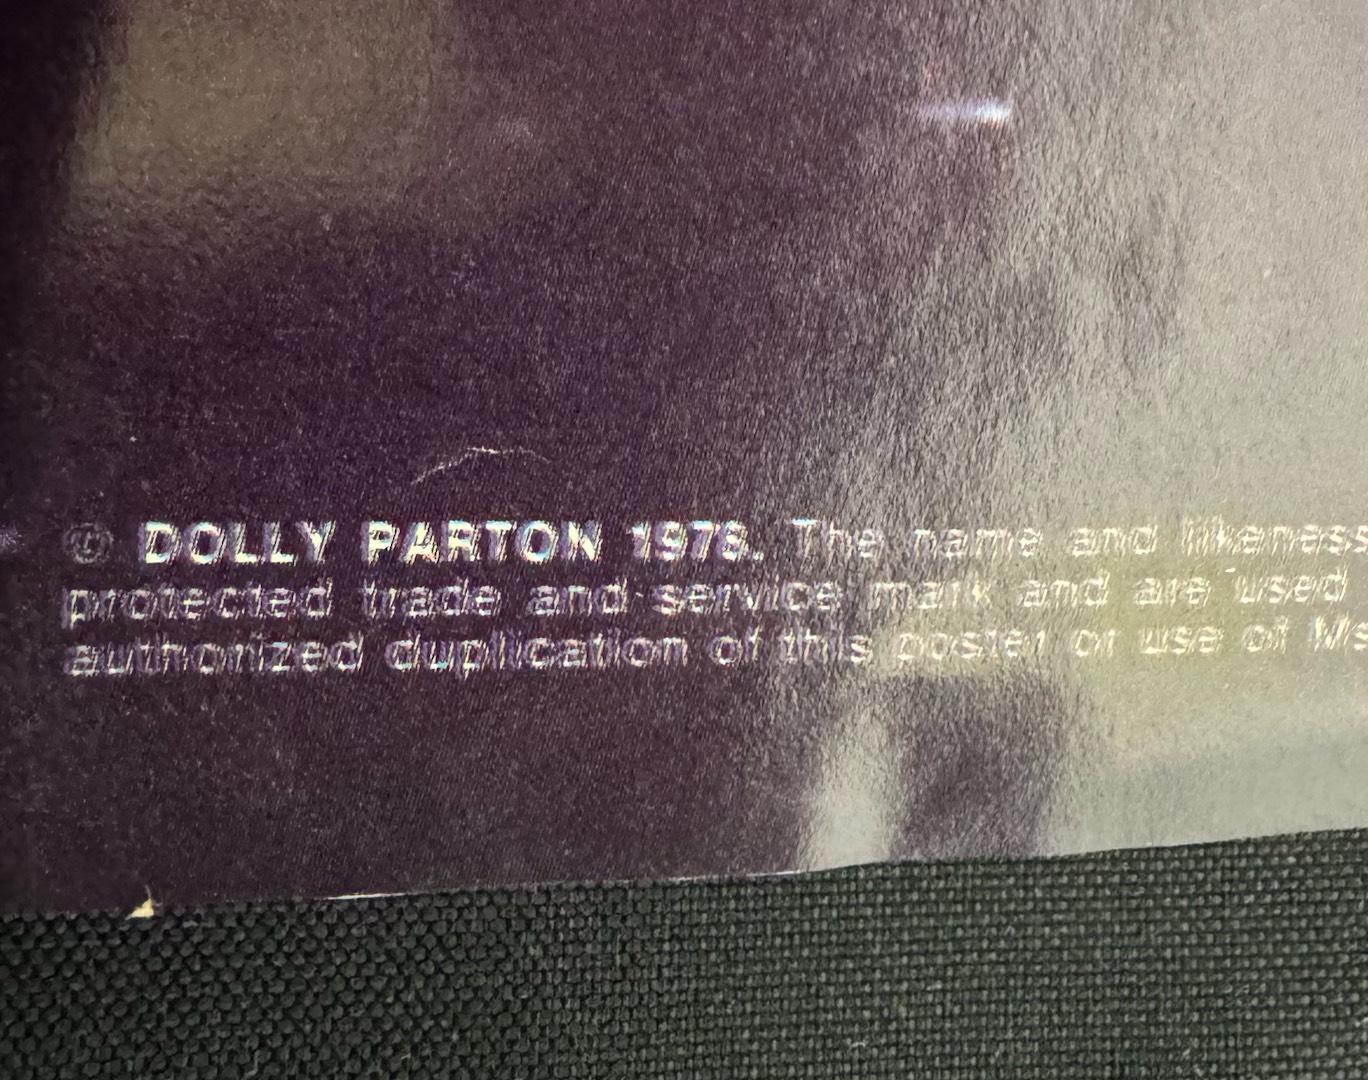 © DOLLY PARTON 1978. The name and likeness
protected trade and service mark and are used
authorized duplication of this poster or use of Ms